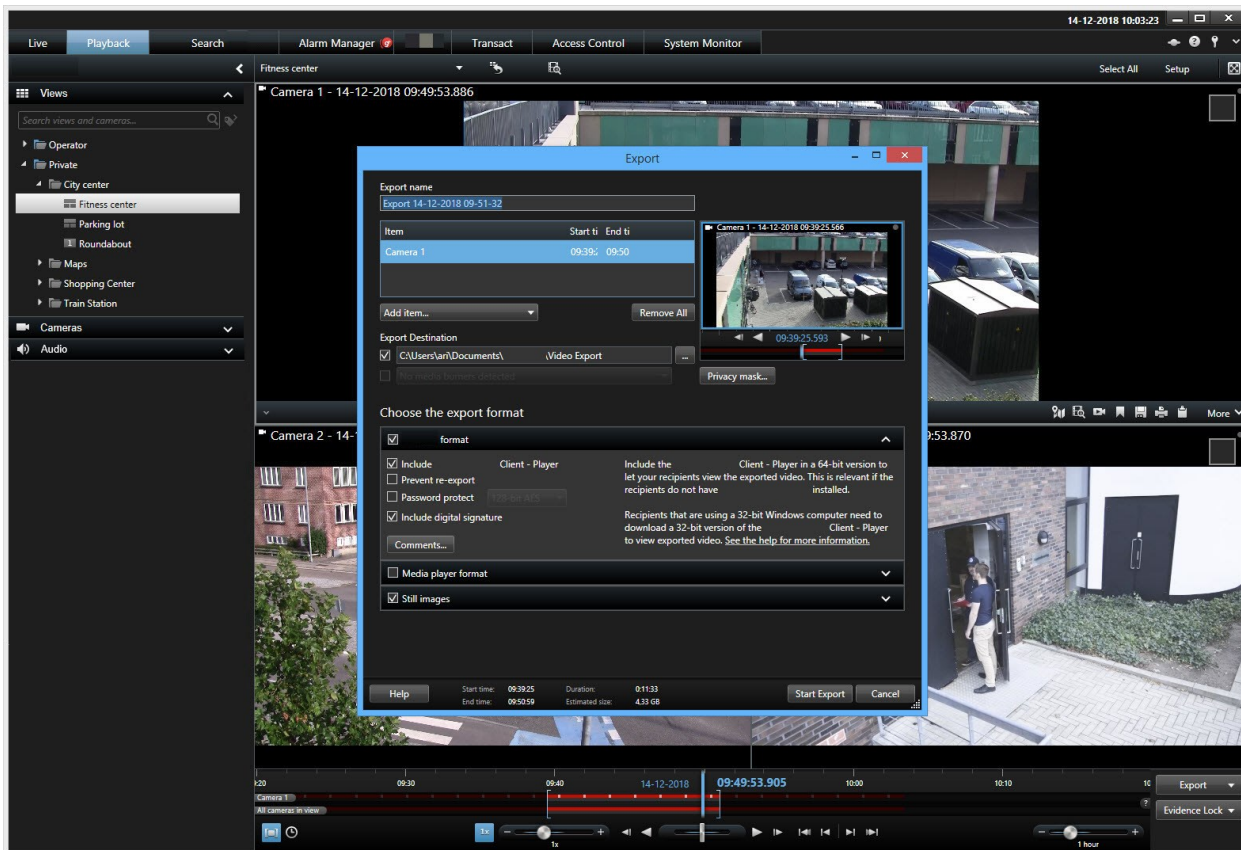 14-12-2018 10:03:23
Live Playback Search Alarm Manager Transact Access Control System Monitor
Fitness center
Select All Setup
Views
Search views and cameras...
Operator
Private
City center
Fitness center
Parking lot
1 Roundabout
Maps
Shopping Center
Train Station
Cameras
Audio
Camera 1 - 14-12-2018 09:49:53.886
Export
Export name
Export 14-12-2018 09-51-32
Item Start ti End ti
Camera 1 09:39: 09:50
Add item... Remove All
Camera 1 - 14-12-2018 09:39:25.566
09:39:25.593
Export Destination
C:\Users\ari\Documents\ .Video Export ...
No media burners detected
Privacy mask...
Choose the export format
format
Include Client - Player
Prevent re-export
Password protect 128-bit AES
Include digital signature
Comments...
Include the Client - Player in a 64-bit version to
let your recipients view the exported video. This is relevant if the
recipients do not have installed.
Recipients that are using a 32-bit Windows computer need to
download a 32-bit version of the Client - Player
to view exported video. See the help for more information.
Media player format
Still images
Help
Start time: 09:39:25 Duration: 0:11:33
End time: 09:50:59 Estimated size: 4.33 GB
Start Export Cancel
More
Camera 2 - 14-
9:53.870
:20 09:30 09:40 14-12-2018 09:49:53.905 10:00 10:10 10
Camera 1
All cameras in view
Export
Evidence Lock
1x
1x
1 hour